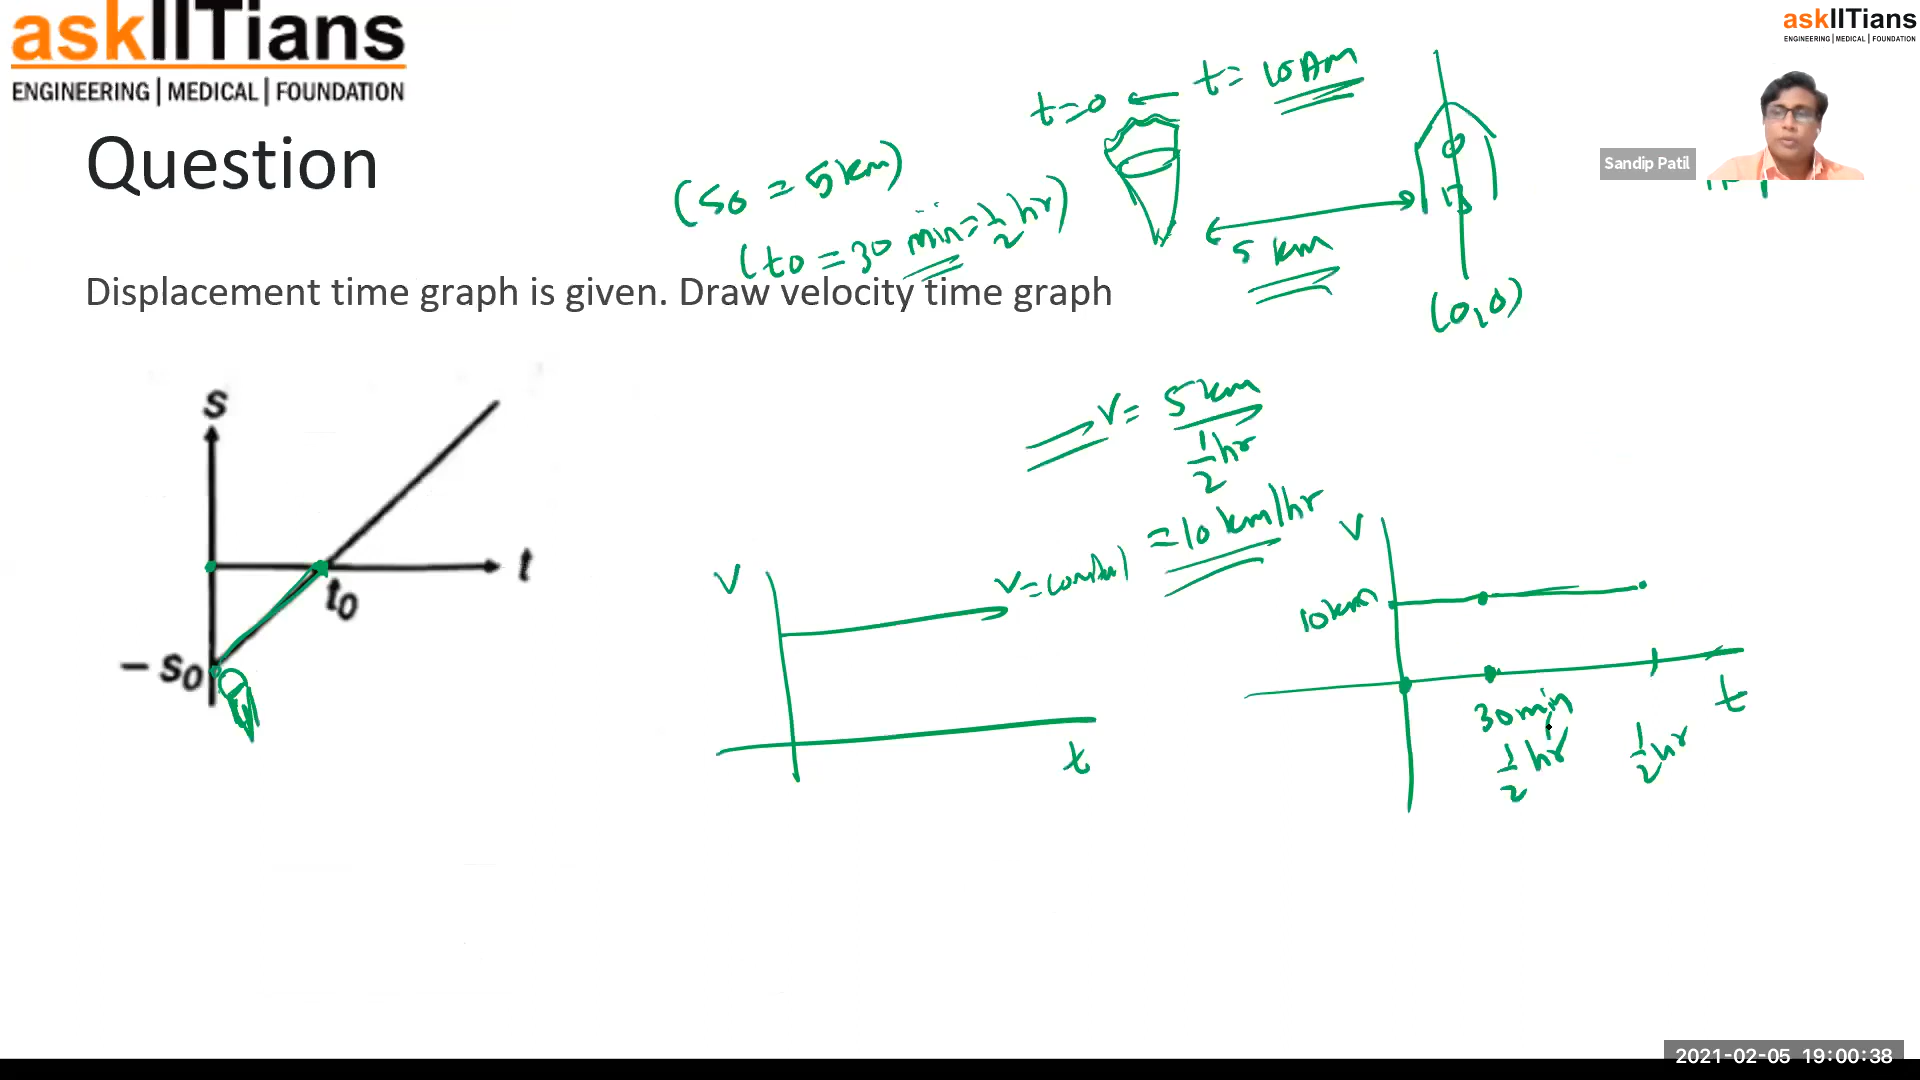 askIITians
ENGINEERING | MEDICAL | FOUNDATION
askIITians
ENGINEERING | MEDICAL | FOUNDATION
Sandip Patil
Question
t=0 ← t= 10AM
(s0 = 5km)
(t0 = 30 min = 1/2 hr)
5 km
(0,0)
Displacement time graph is given. Draw velocity time graph
s
t
t0
− s0
v= 5 km
1/2 hr
=10 km/hr
v
v=
t
v
10km
30min
1/2 hr
1/2 hr
t
2021-02-05 19:00:38